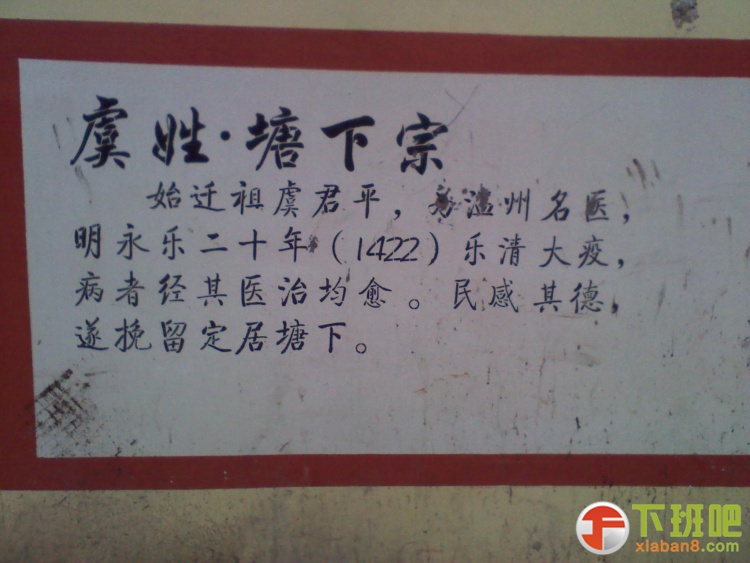 虞姓·塘下宗
始迁祖虞君平，为温州名医，
明永乐二十年（1422）乐清大疫，
病者经其医治均愈。民感其德，
遂挽留定居塘下。
下班吧
xiaban8.com